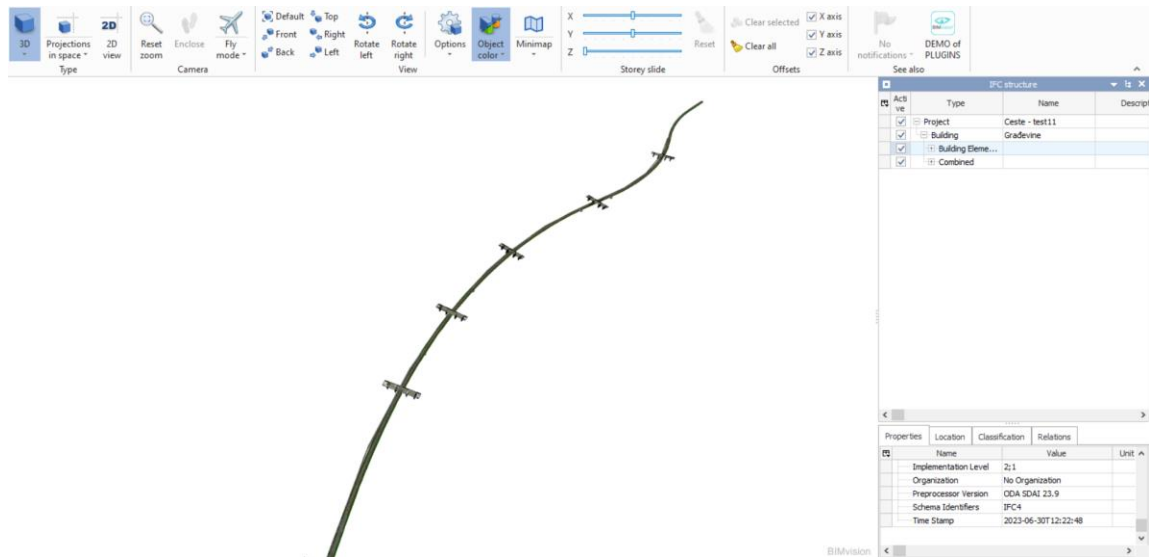 3D
Projections in space
2D view
2D
Type
Reset zoom
Enclose
Fly mode
Camera
Default
Top
Front
Right
Back
Left
Rotate left
Rotate right
Options
Object color
Minimap
View
X
Y
Z
Reset
Storey slide
Clear selected
Clear all
X axis
Y axis
Z axis
Offsets
No notifications
DEMO of PLUGINS
See also
IFC structure
Active Type Name Descript
Project Ceste - test11
Building Građevine
Building Eleme...
Combined
Properties Location Classification Relations
Name Value Unit
Implementation Level 2;1
Organization No Organization
Preprocessor Version ODA SDAI 23.9
Schema Identifiers IFC4
Time Stamp 2023-06-30T12:22:48
BIMvision